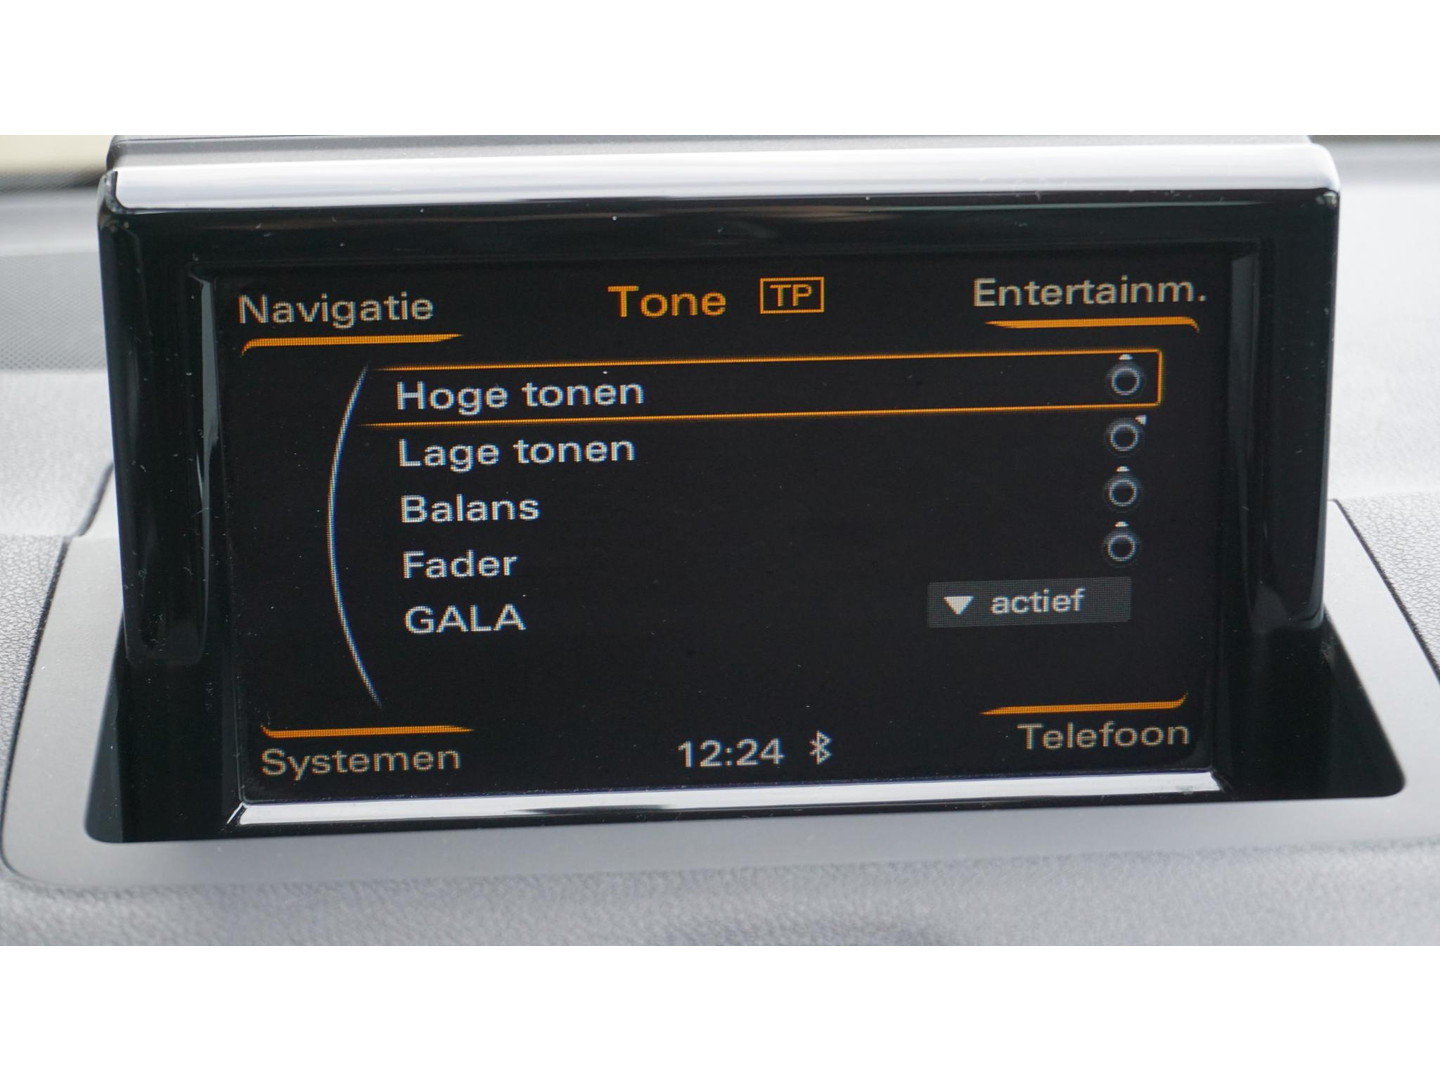 Navigatie Tone TP Entertainm.
Hoge tonen
Lage tonen
Balans
Fader
GALA actief
Systemen 12:24 Telefoon